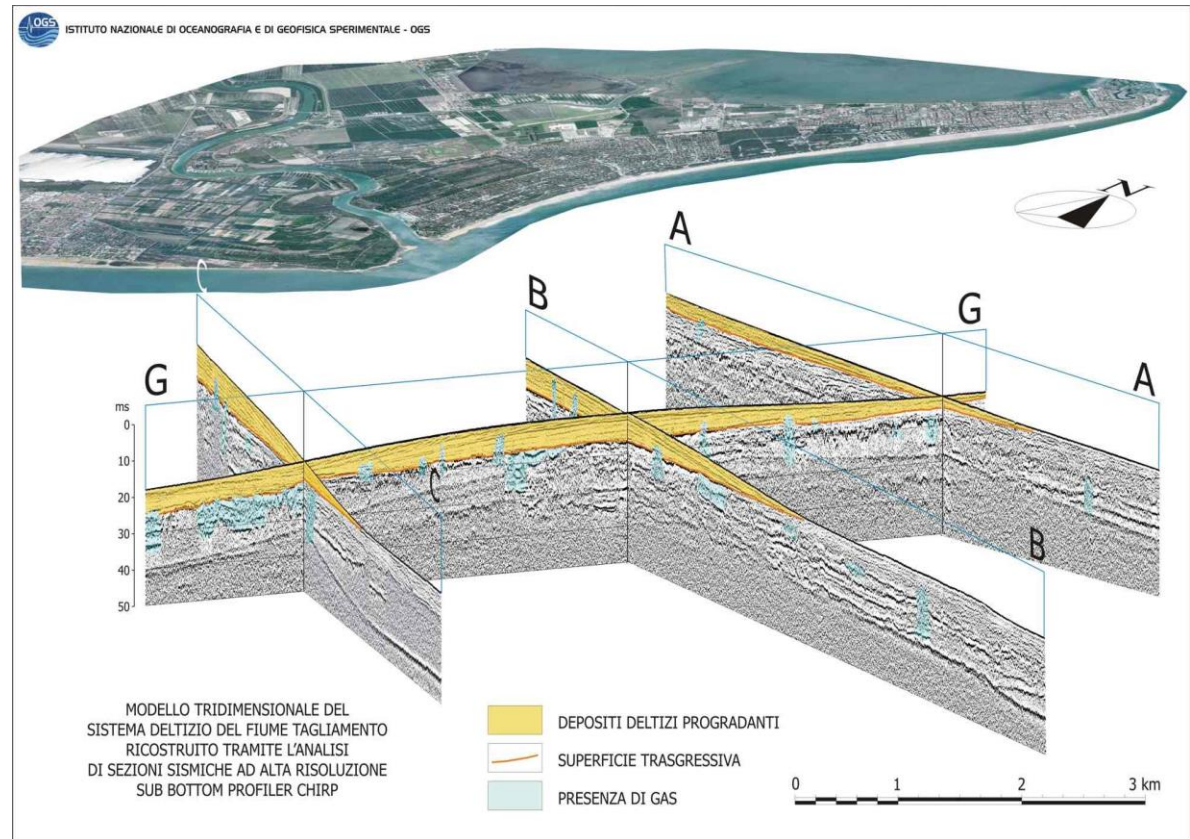 OGS
ISTITUTO NAZIONALE DI OCEANOGRAFIA E DI GEOFISICA SPERIMENTALE - OGS
N
A
C
B
G
G
A
ms
0
10
C
20
30
B
40
50
MODELLO TRIDIMENSIONALE DEL
SISTEMA DELTIZIO DEL FIUME TAGLIAMENTO
RICOSTRUITO TRAMITE L'ANALISI
DI SEZIONI SISMICHE AD ALTA RISOLUZIONE
SUB BOTTOM PROFILER CHIRP
DEPOSITI DELTIZI PROGRADANTI
SUPERFICIE TRASGRESSIVA
PRESENZA DI GAS
0 1 2 3 km